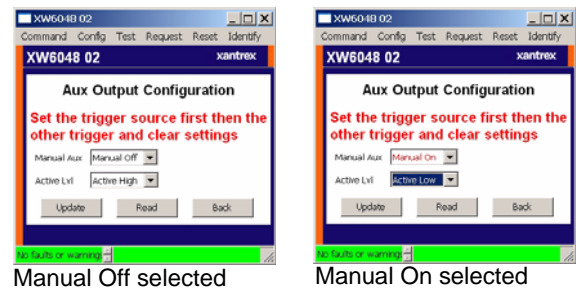 XW6048 02
Command Config Test Request Reset Identify
XW6048 02 xantrex
Aux Output Configuration
Set the trigger source first then the
other trigger and clear settings
Manual Aux Manual Off
Active Lvl Active High
Update Read Back
No faults or warnings
Manual Off selected
XW6048 02
Command Config Test Request Reset Identify
XW6048 02 xantrex
Aux Output Configuration
Set the trigger source first then the
other trigger and clear settings
Manual Aux Manual On
Active Lvl Active Low
Update Read Back
No faults or warnings
Manual On selected